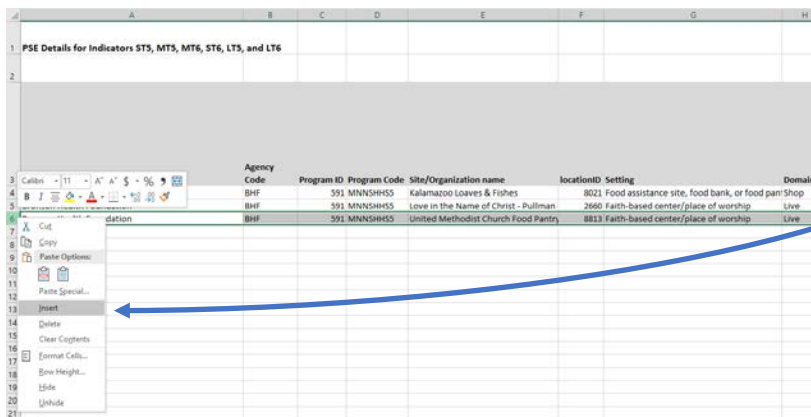 A B C D E F G H
1 PSE Details for Indicators ST5, MT5, MT6, ST6, LT5, and LT6
2
Agency
3 Calibri 11 A A $ % , Code Program ID Program Code Site/Organization name locationID Setting Domain
4 B I A BHF 591 MNNSHHS5 Kalamazoo Loaves & Fishes 8021 Food assistance site, food bank, or food pan Shop
5 Foundation BHF 591 MNNSHHS5 Love in the Name of Christ - Pullman 2660 Faith-based center/place of worship Live
6 Foundation BHF 591 MNNSHHS5 United Methodist Church Food Pantry 8813 Faith-based center/place of worship Live
7 Cut
8 Copy
9 Paste Options:
10
11
12 Paste Special...
13 Insert
14 Delete
15 Clear Contents
16
17 Format Cells...
18 Row Height...
19 Hide
20 Unhide
21